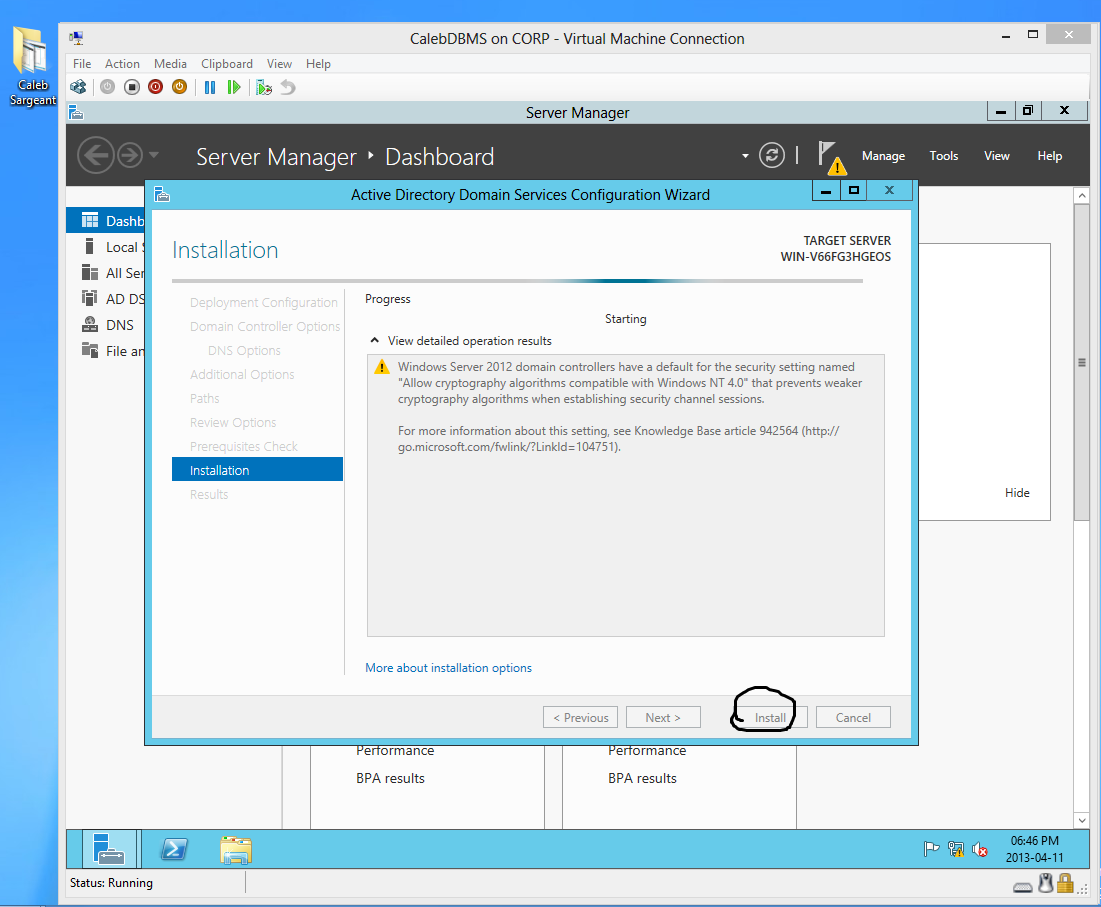 Caleb
Sargeant
CalebDBMS on CORP - Virtual Machine Connection
File Action Media Clipboard View Help
Server Manager
Server Manager Dashboard
Manage Tools View Help
Active Directory Domain Services Configuration Wizard
Dashb
Local S
All Ser
AD DS
DNS
File an
Installation
TARGET SERVER
WIN-V66FG3HGEOS
Deployment Configuration
Domain Controller Options
DNS Options
Additional Options
Paths
Review Options
Prerequisites Check
Installation
Results
Progress
Starting
View detailed operation results
Windows Server 2012 domain controllers have a default for the security setting named
"Allow cryptography algorithms compatible with Windows NT 4.0" that prevents weaker
cryptography algorithms when establishing security channel sessions.
For more information about this setting, see Knowledge Base article 942564 (http://
go.microsoft.com/fwlink/?LinkId=104751).
More about installation options
< Previous Next > Install Cancel
Hide
Performance
BPA results
Performance
BPA results
06:46 PM
2013-04-11
Status: Running